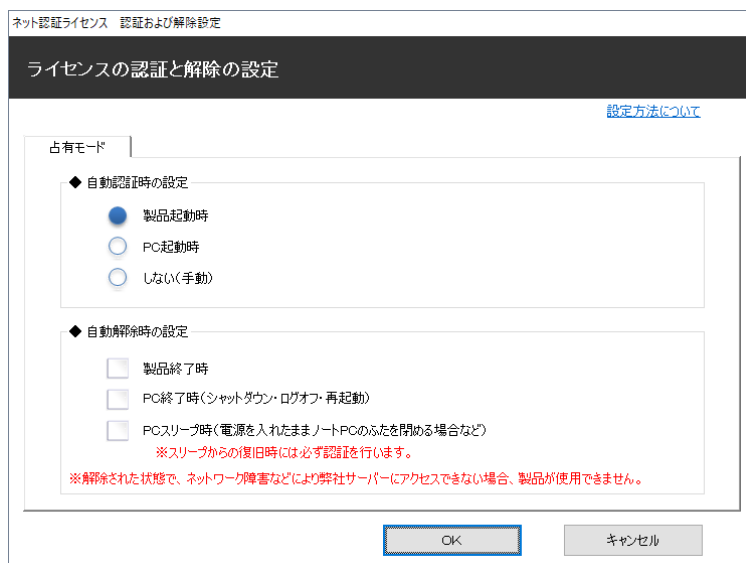 ネット認証ライセンス　認証および解除設定
ライセンスの認証と解除の設定
設定方法について
占有モード
◆ 自動認証時の設定
製品起動時
PC起動時
しない(手動)
◆ 自動解除時の設定
製品終了時
PC終了時(シャットダウン・ログオフ・再起動)
PCスリープ時(電源を入れたままノートPCのふたを閉める場合など)
※スリープからの復旧時には必ず認証を行います。
※解除された状態で、ネットワーク障害などにより弊社サーバーにアクセスできない場合、製品が使用できません。
OK
キャンセル